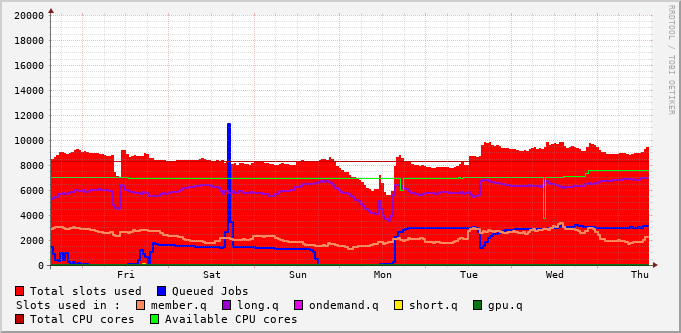 20000
18000
16000
14000
12000
10000
8000
6000
4000
2000
0
Fri Sat Sun Mon Tue Wed Thu
Total slots used Queued Jobs
Slots used in : member.q long.q ondemand.q short.q gpu.q
Total CPU cores Available CPU cores
RRDTOOL / TOBI OETIKER